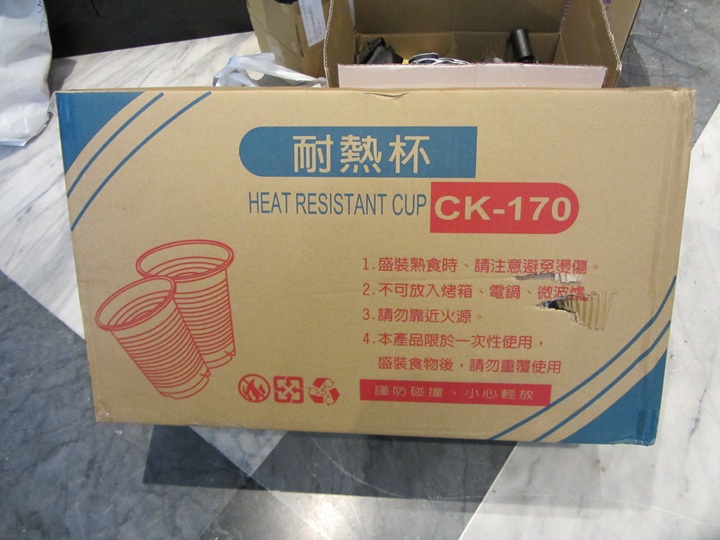 耐熱杯
HEAT RESISTANT CUP CK-170
1.盛裝熟食時、請注意避免燙傷。
2.不可放入烤箱、電鍋、微波爐。
3.請勿靠近火源。
4.本產品限於一次性使用，
盛裝食物後，請勿重覆使用
謹防碰撞、小心輕放